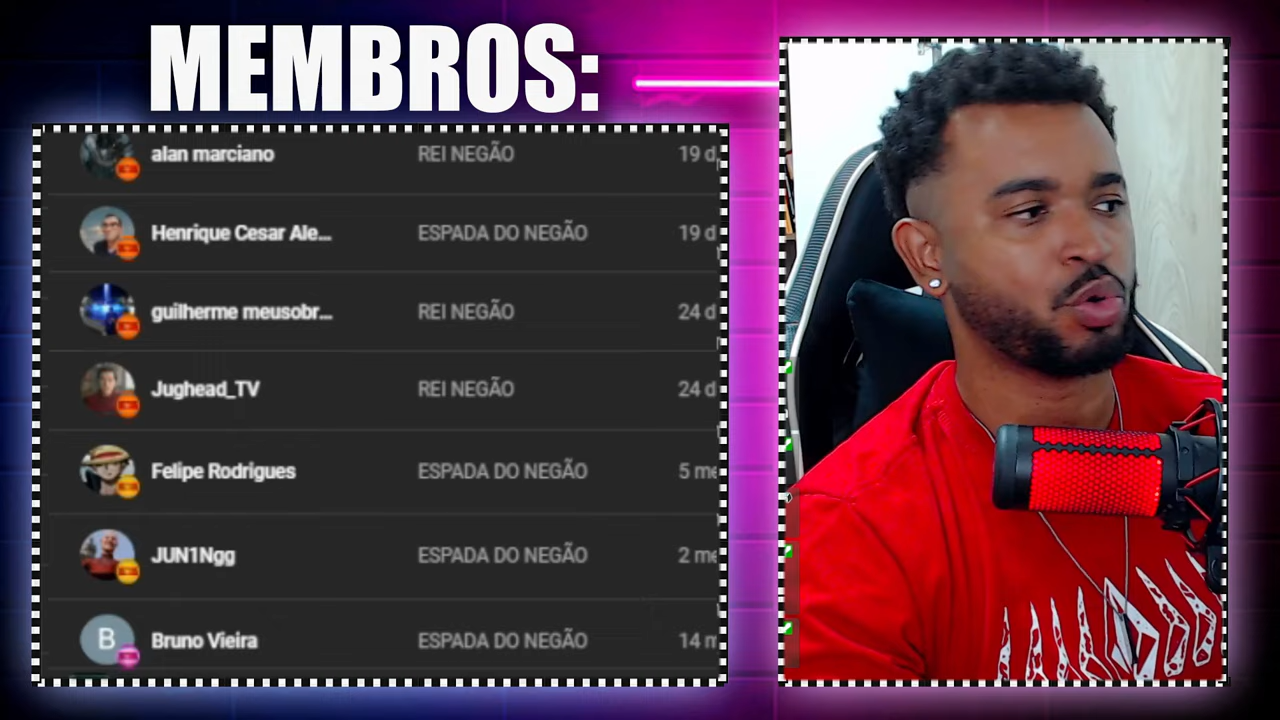 MEMBROS:
alan marciano REI NEGÃO 19 d
Henrique Cesar Ale... ESPADA DO NEGÃO 19 d
guilherme meusobr... REI NEGÃO 24 d
Jughead_TV REI NEGÃO 24 d
Felipe Rodrigues ESPADA DO NEGÃO 5 me
JUN1Ngg ESPADA DO NEGÃO 2 me
B Bruno Vieira ESPADA DO NEGÃO 14 m